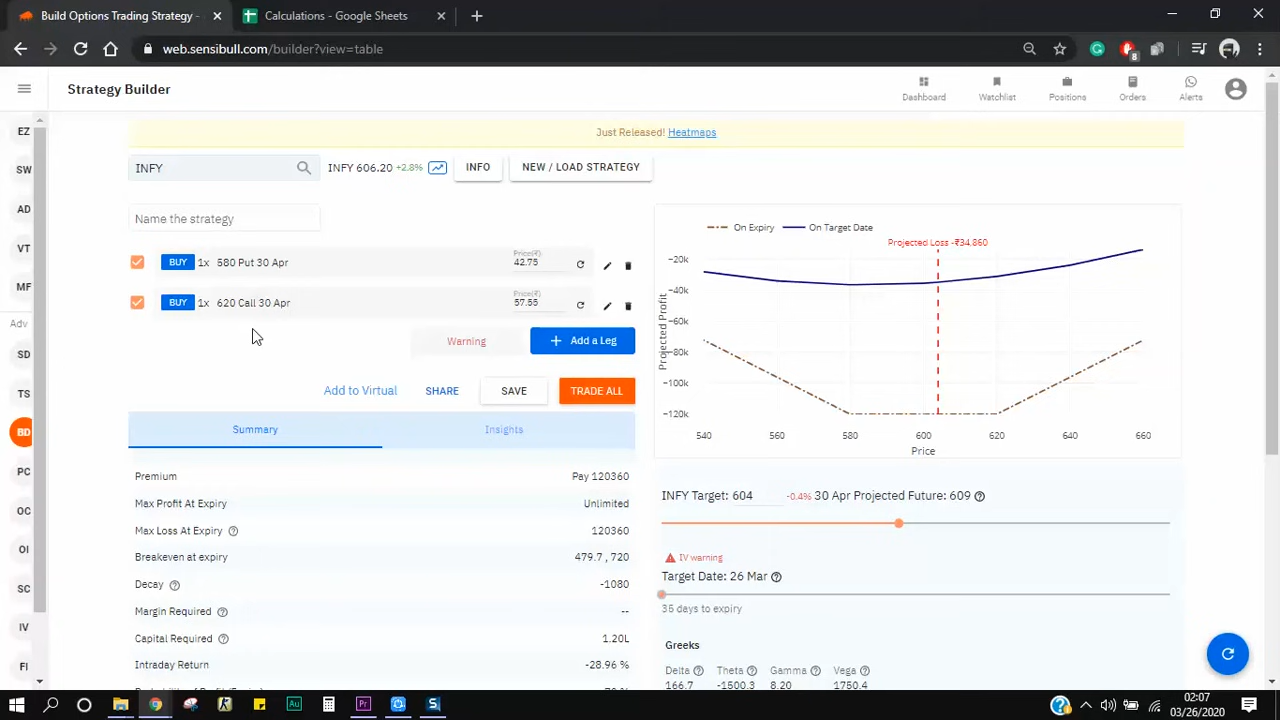 Build Options Trading Strategy -
Calculations - Google Sheets
web.sensibull.com/builder?view=table
8
Strategy Builder
Dashboard
Watchlist
Positions
Orders
Alerts
Just Released! Heatmaps
EZ
SW
AD
VT
MF
Adv
SD
TS
BD
PC
OC
OI
SC
IV
FI
INFY
INFY 606.20 +2.8%
INFO
NEW / LOAD STRATEGY
Name the strategy
BUY 1x 580 Put 30 Apr
Price(₹)
42.75
BUY 1x 620 Call 30 Apr
Price(₹)
57.55
Warning
+ Add a Leg
Add to Virtual
SHARE
SAVE
TRADE ALL
Summary
Insights
Premium Pay 120360
Max Profit At Expiry Unlimited
Max Loss At Expiry 120360
Breakeven at expiry 479.7 , 720
Decay -1080
Margin Required --
Capital Required 1.20L
Intraday Return -28.96 %
On Expiry
On Target Date
Projected Loss -₹34,860
Projected Profit
−20k
−40k
−60k
−80k
−100k
−120k
540
560
580
600
620
640
660
Price
INFY Target: 604 -0.4% 30 Apr Projected Future: 609
IV warning
Target Date: 26 Mar
35 days to expiry
Greeks
Delta Theta Gamma Vega
166.7 -1500.3 8.20 1750.4
02:07
03/26/2020